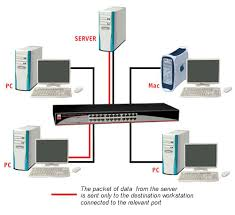 SERVER
PC
Mac
PC
PC
The packet of data from the server
is sent only to the destination workstation
connected to the relevant port